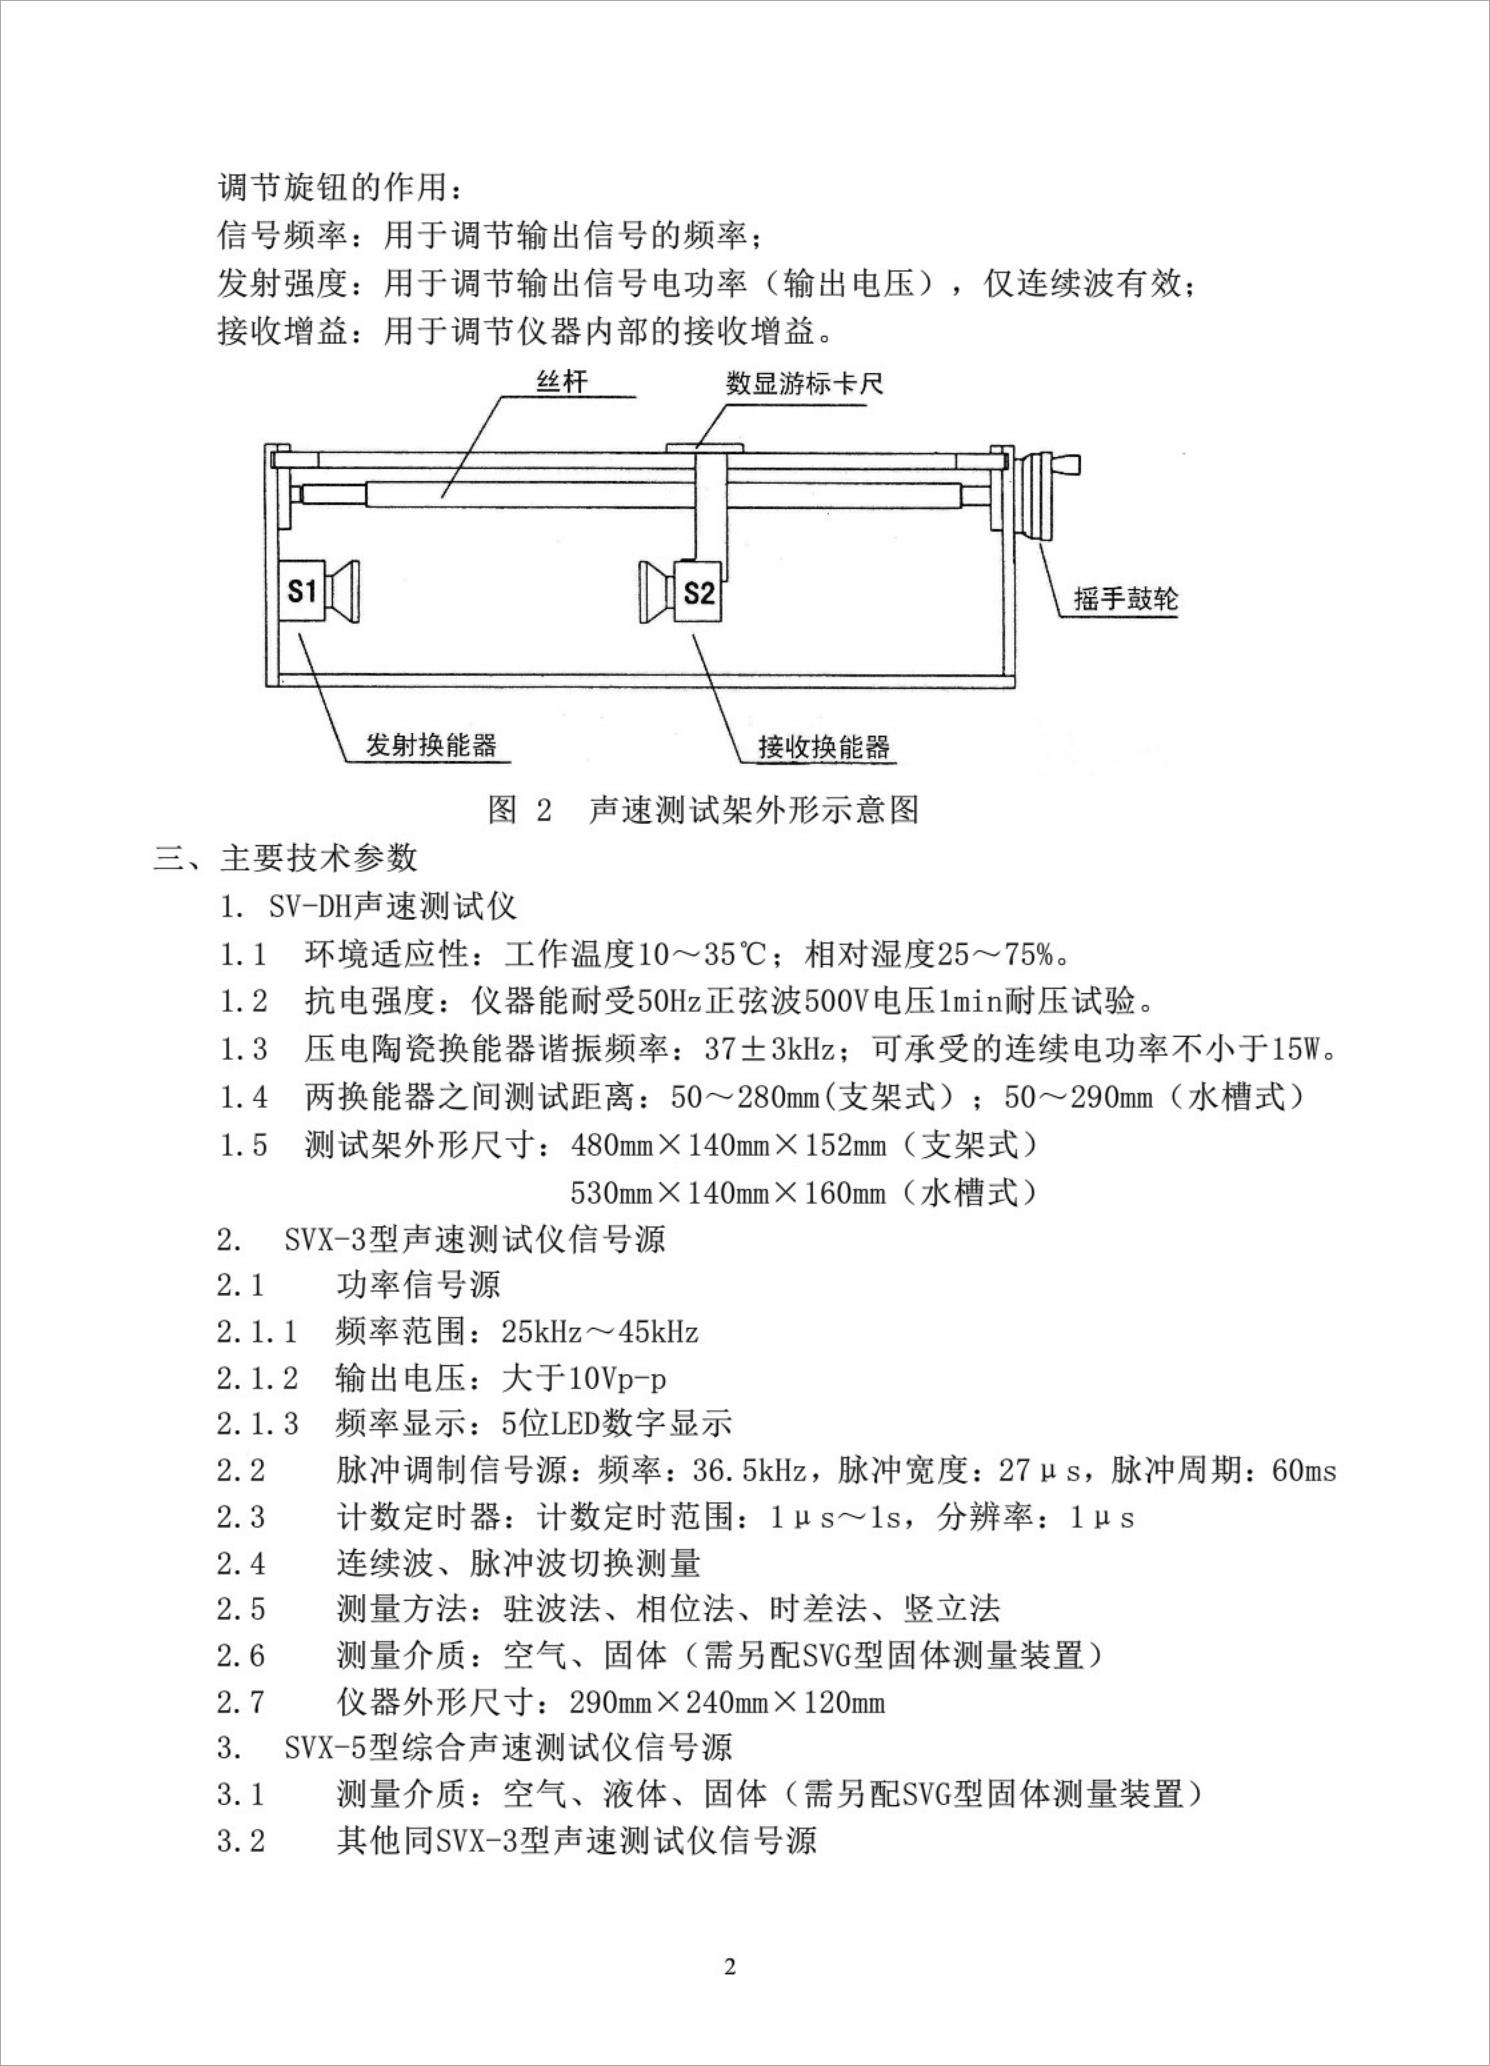 调节旋钮的作用：
信号频率：用于调节输出信号的频率；
发射强度：用于调节输出信号电功率（输出电压），仅连续波有效；
接收增益：用于调节仪器内部的接收增益。
丝杆 数显游标卡尺
S1 S2
摇手鼓轮
发射换能器 接收换能器
图 2 声速测试架外形示意图
三、主要技术参数
1. SV-DH声速测试仪
1.1 环境适应性：工作温度10～35℃；相对湿度25～75%。
1.2 抗电强度：仪器能耐受50Hz正弦波500V电压1min耐压试验。
1.3 压电陶瓷换能器谐振频率：37±3kHz；可承受的连续电功率不小于15W。
1.4 两换能器之间测试距离：50～280mm(支架式）；50～290mm（水槽式）
1.5 测试架外形尺寸：480mm×140mm×152mm（支架式）
530mm×140mm×160mm（水槽式）
2. SVX-3型声速测试仪信号源
2.1 功率信号源
2.1.1 频率范围：25kHz～45kHz
2.1.2 输出电压：大于10Vp-p
2.1.3 频率显示：5位LED数字显示
2.2 脉冲调制信号源：频率：36.5kHz，脉冲宽度：27μs，脉冲周期：60ms
2.3 计数定时器：计数定时范围：1μs～1s，分辨率：1μs
2.4 连续波、脉冲波切换测量
2.5 测量方法：驻波法、相位法、时差法、竖立法
2.6 测量介质：空气、固体（需另配SVG型固体测量装置）
2.7 仪器外形尺寸：290mm×240mm×120mm
3. SVX-5型综合声速测试仪信号源
3.1 测量介质：空气、液体、固体（需另配SVG型固体测量装置）
3.2 其他同SVX-3型声速测试仪信号源
2